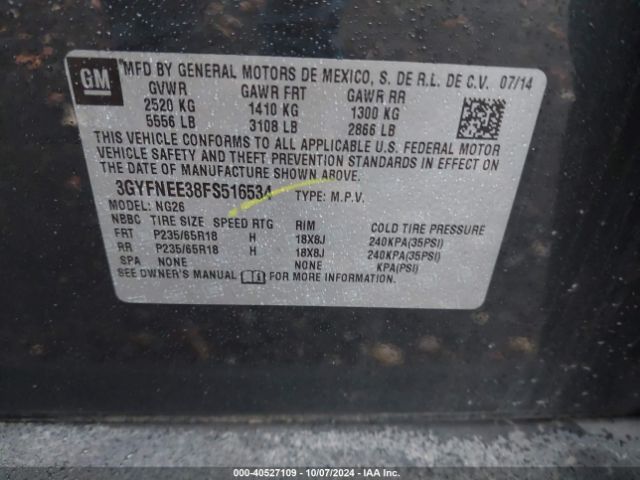 GM
MFD BY GENERAL MOTORS DE MEXICO, S. DE R.L. DE C.V. 07/14
GVWR GAWR FRT GAWR RR
2520 KG 1410 KG 1300 KG
5556 LB 3108 LB 2866 LB
THIS VEHICLE CONFORMS TO ALL APPLICABLE U.S. FEDERAL MOTOR
VEHICLE SAFETY AND THEFT PREVENTION STANDARDS IN EFFECT ON
THE DATE OF MANUFACTURE SHOWN ABOVE.
3GYFNEE38FS516534 TYPE: M.P.V.
MODEL: NG26
NBBC TIRE SIZE SPEED RTG RIM COLD TIRE PRESSURE
FRT P235/65R18 H 18X8J 240KPA(35PSI)
RR P235/65R18 H 18X8J 240KPA(35PSI)
SPA NONE NONE KPA(PSI)
SEE OWNER'S MANUAL FOR MORE INFORMATION.
000-40527109 - 10/07/2024 - IAA Inc.